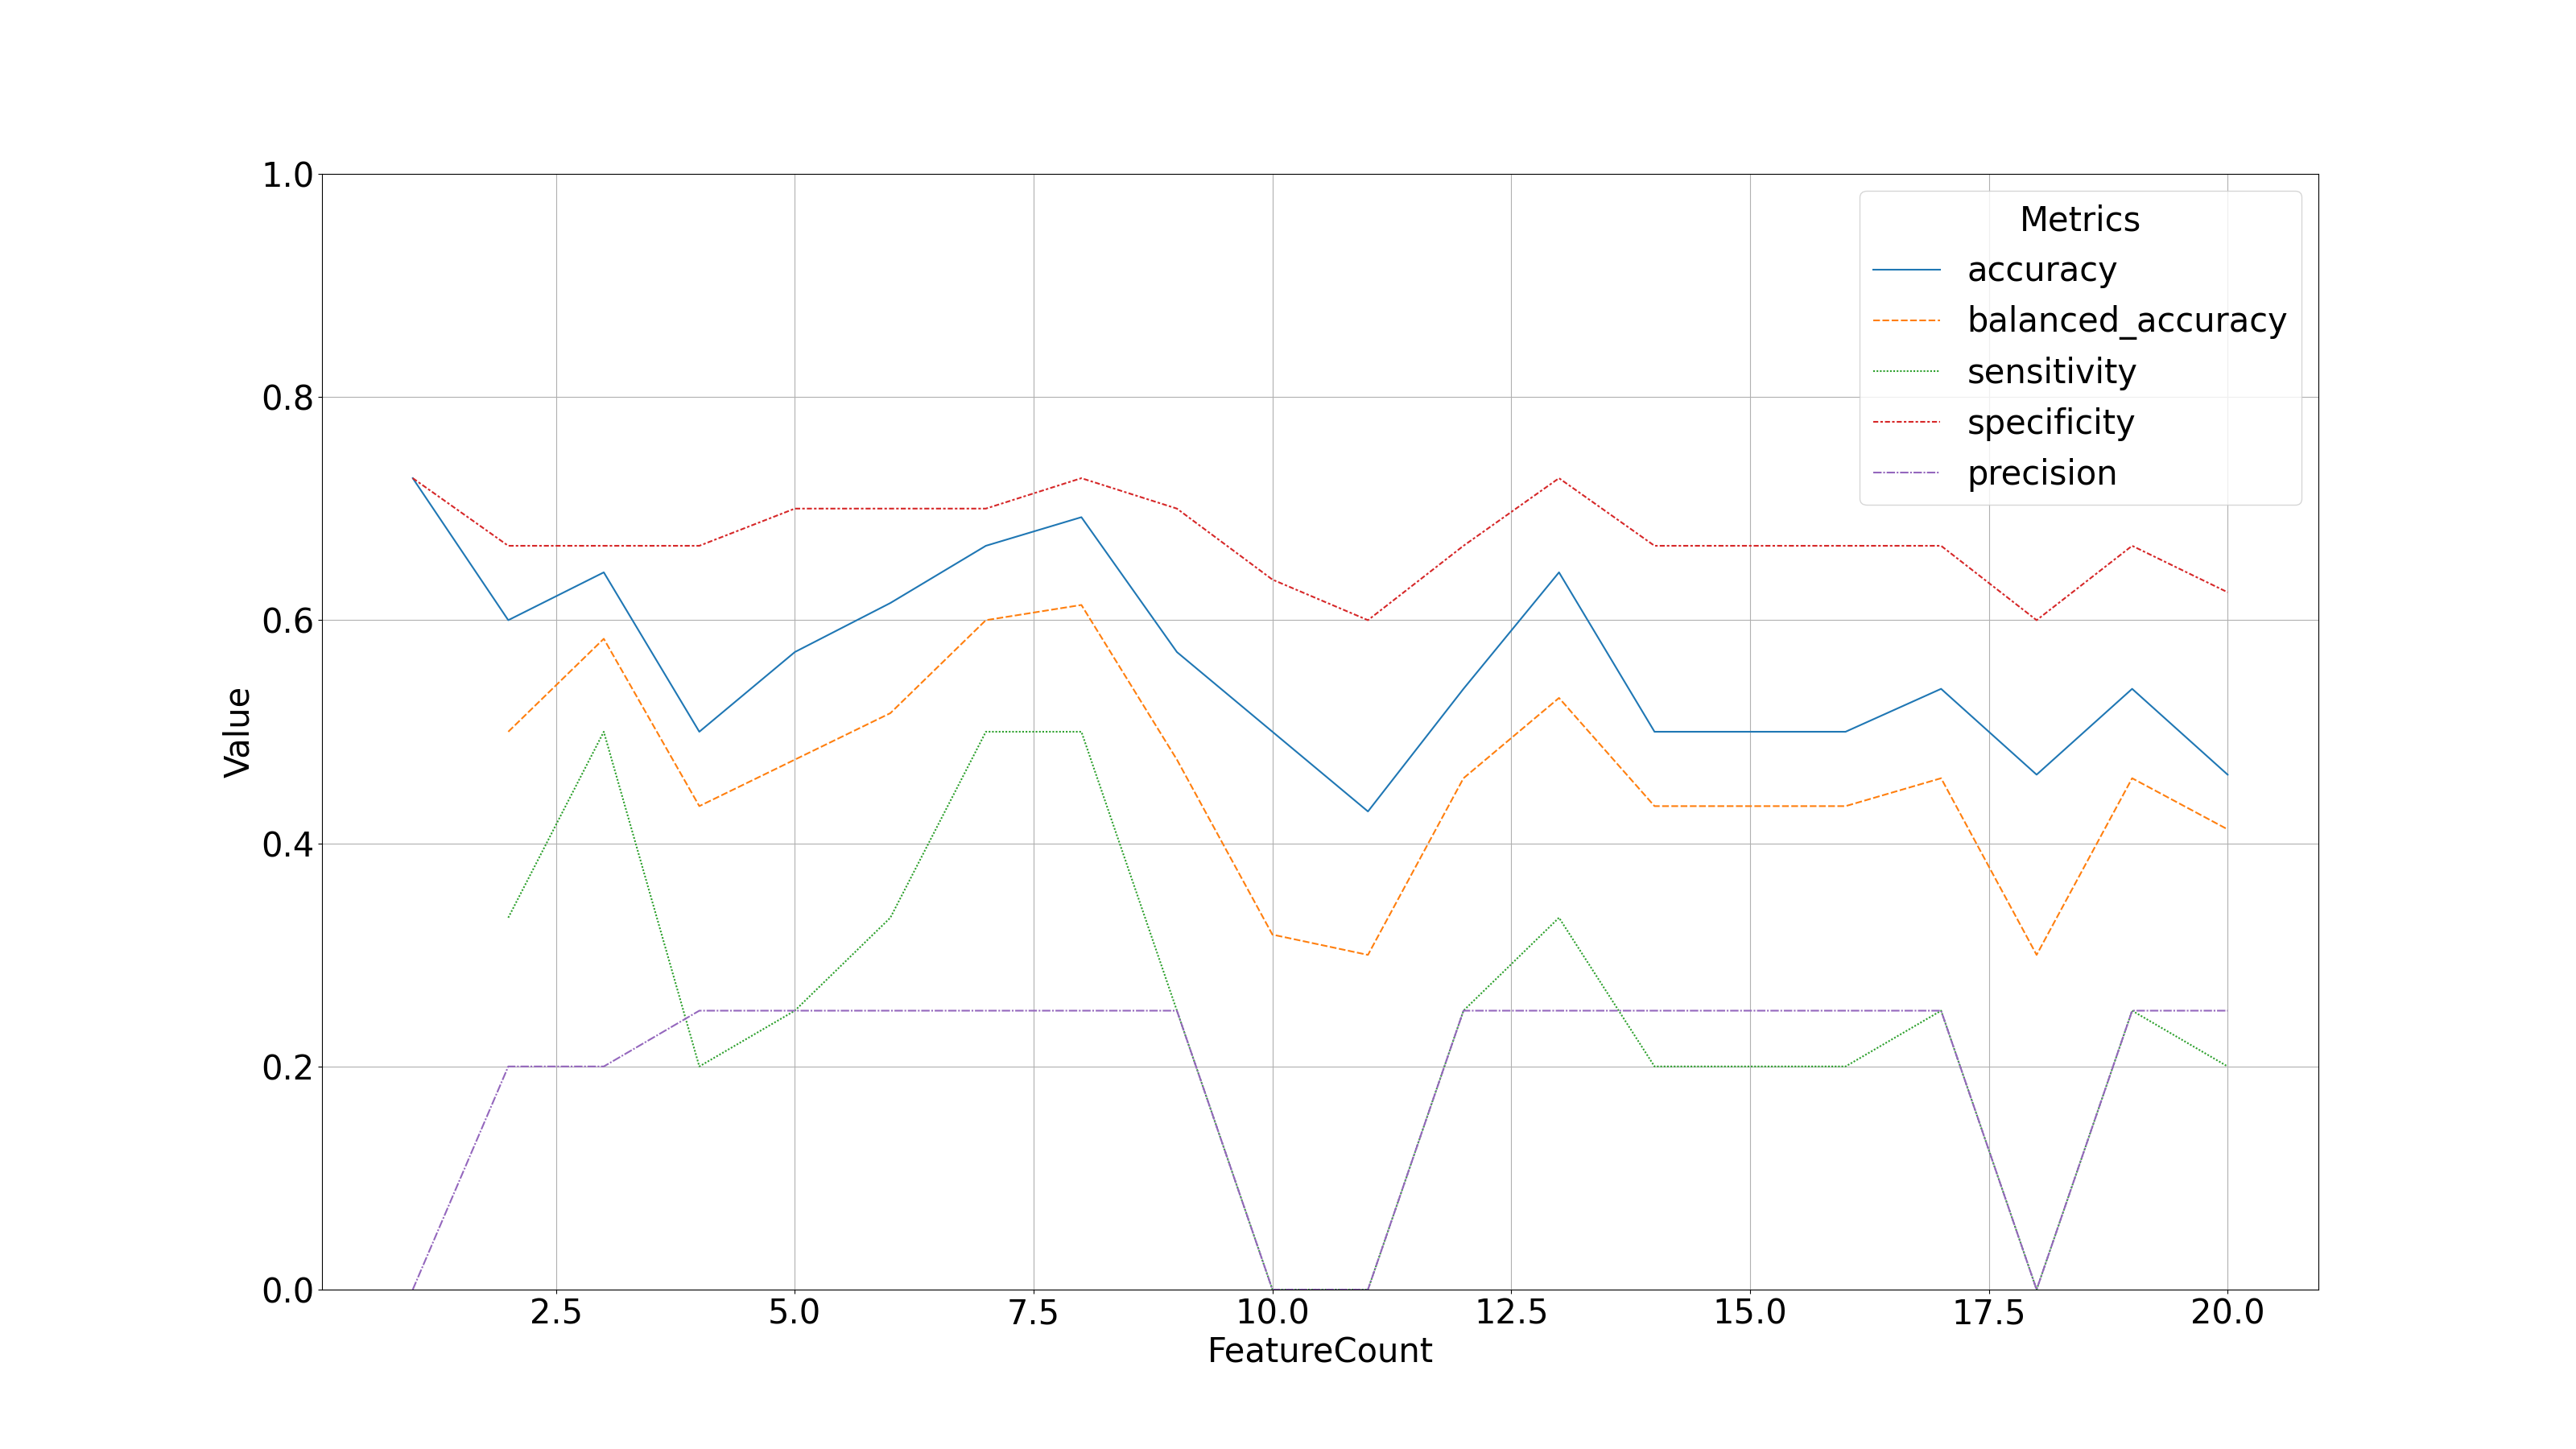 1.0
0.8
0.6
0.4
0.2
0.0
Value
2.5 5.0 7.5 10.0 12.5 15.0 17.5 20.0
FeatureCount
Metrics
accuracy
balanced_accuracy
sensitivity
specificity
precision